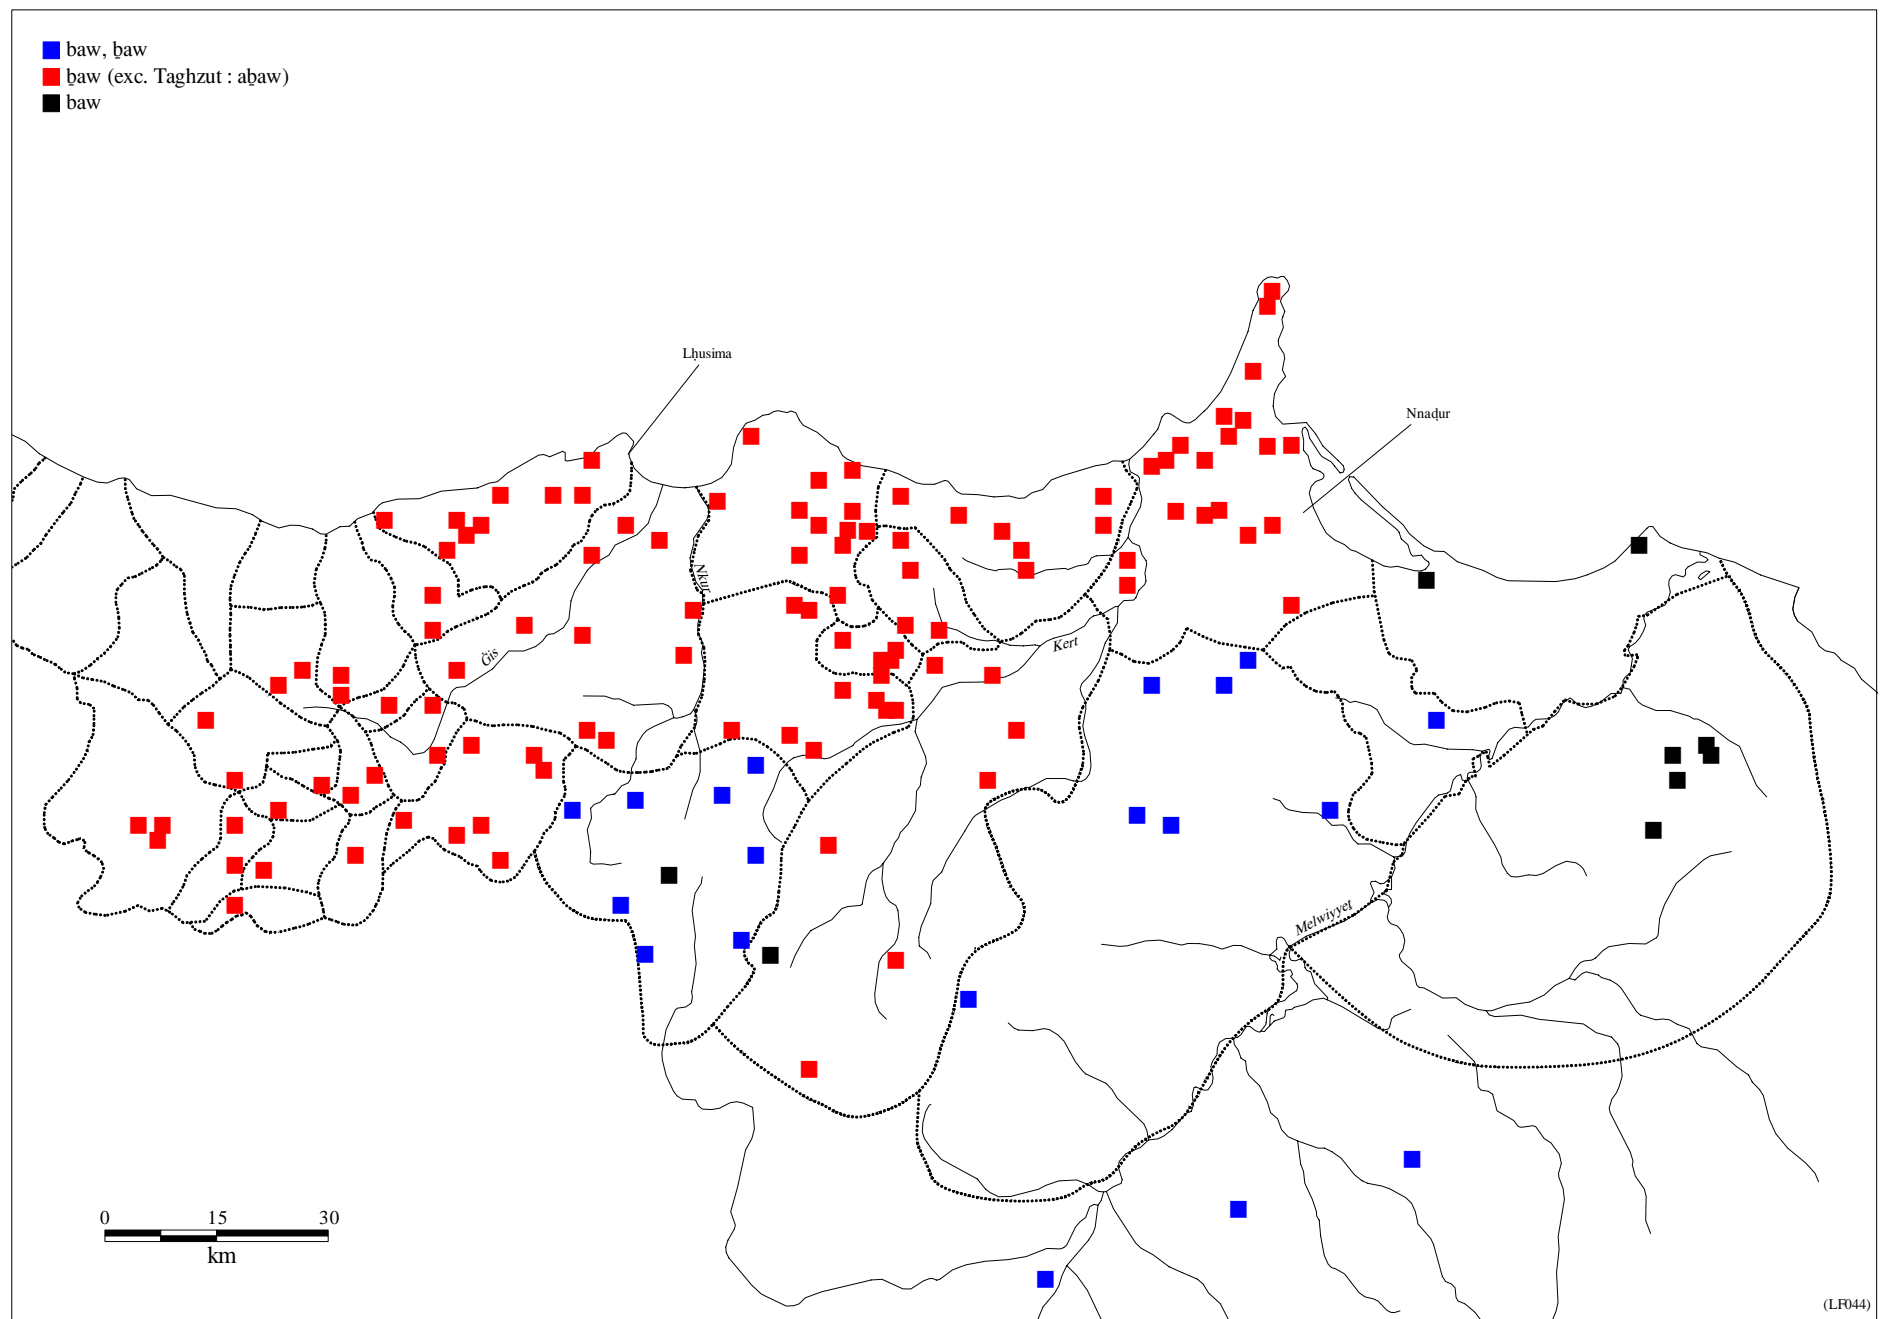 baw, ḇaw
ḇaw (exc. Taghzut : aḇaw)
baw
Lḥusima
Nnaḍur
Nkur
Ġis
Kert
Melwiyyet
0 15 30
km
(LF044)